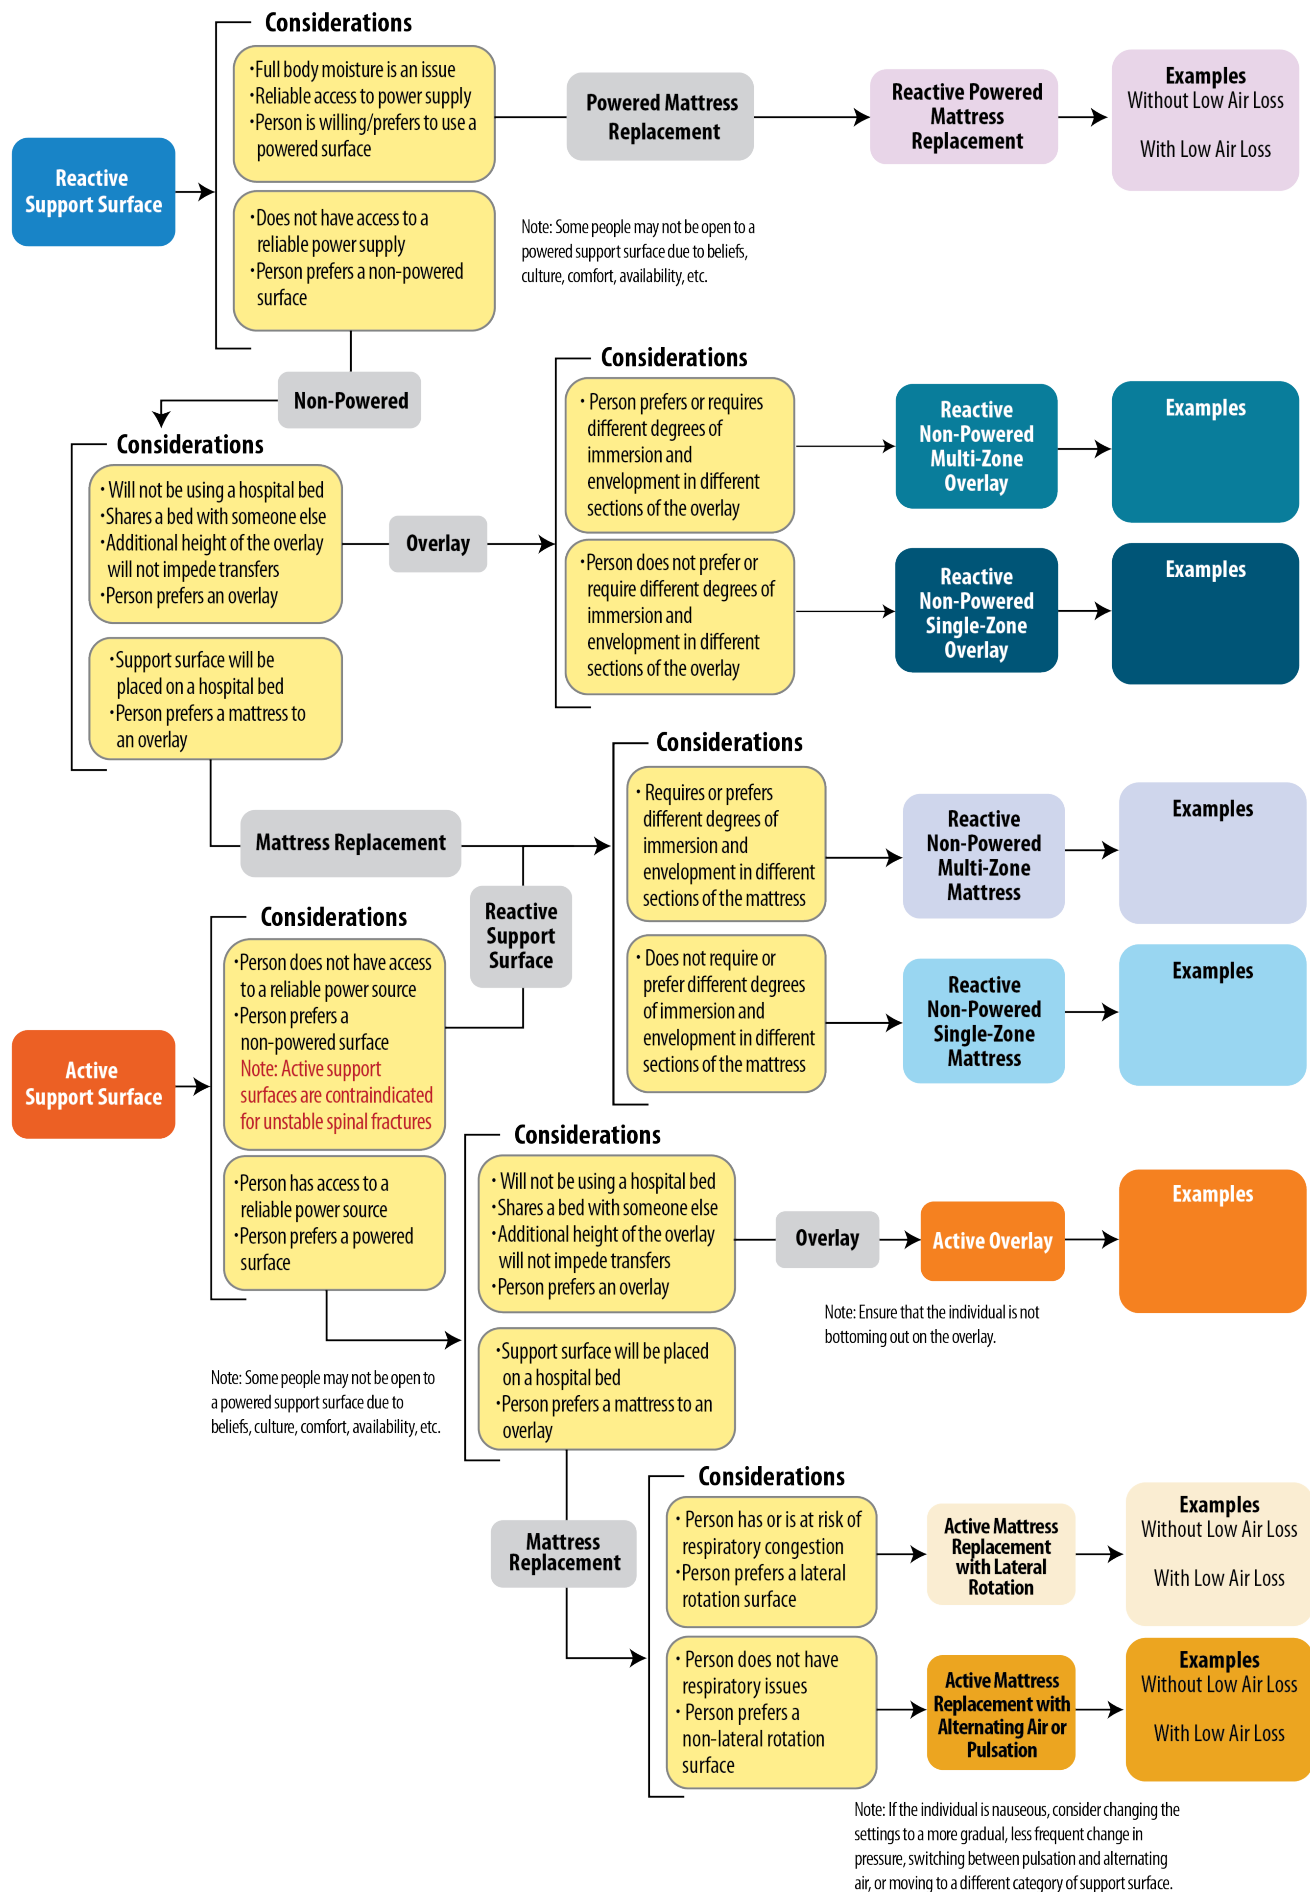 Considerations
·Full body moisture is an issue
·Reliable access to power supply
·Person is willing/prefers to use a
powered surface
Powered Mattress
Replacement
Reactive Powered
Mattress
Replacement
Examples
Without Low Air Loss
With Low Air Loss
Reactive
Support Surface
·Does not have access to a
reliable power supply
·Person prefers a non-powered
surface
Note: Some people may not be open to a
powered support surface due to beliefs,
culture, comfort, availability, etc.
Non-Powered
Considerations
·Will not be using a hospital bed
·Shares a bed with someone else
·Additional height of the overlay
will not impede transfers
·Person prefers an overlay
Overlay
·Support surface will be
placed on a hospital bed
·Person prefers a mattress to
an overlay
Considerations
· Person prefers or requires
different degrees of
immersion and
envelopment in different
sections of the overlay
Reactive
Non-Powered
Multi-Zone
Overlay
Examples
·Person does not prefer or
require different degrees of
immersion and
envelopment in different
sections of the overlay
Reactive
Non-Powered
Single-Zone
Overlay
Examples
Mattress Replacement
Considerations
· Requires or prefers
different degrees of
immersion and
envelopment in different
sections of the mattress
Reactive
Non-Powered
Multi-Zone
Mattress
Examples
· Does not require or
prefer different degrees
of immersion and
envelopment in different
sections of the mattress
Reactive
Non-Powered
Single-Zone
Mattress
Examples
Reactive
Support
Surface
Active
Support Surface
Considerations
·Person does not have access
to a reliable power source
·Person prefers a
non-powered surface
Note: Active support
surfaces are contraindicated
for unstable spinal fractures
·Person has access to a
reliable power source
·Person prefers a powered
surface
Note: Some people may not be open to
a powered support surface due to
beliefs, culture, comfort, availability, etc.
Considerations
· Will not be using a hospital bed
·Shares a bed with someone else
·Additional height of the overlay
will not impede transfers
·Person prefers an overlay
Overlay
Active Overlay
Examples
Note: Ensure that the individual is not
bottoming out on the overlay.
·Support surface will be placed
on a hospital bed
·Person prefers a mattress to an
overlay
Mattress
Replacement
Considerations
· Person has or is at risk of
respiratory congestion
·Person prefers a lateral
rotation surface
Active Mattress
Replacement
with Lateral
Rotation
Examples
Without Low Air Loss
With Low Air Loss
· Person does not have
respiratory issues
· Person prefers a
non-lateral rotation
surface
Active Mattress
Replacement with
Alternating Air or
Pulsation
Examples
Without Low Air Loss
With Low Air Loss
Note: If the individual is nauseous, consider changing the
settings to a more gradual, less frequent change in
pressure, switching between pulsation and alternating
air, or moving to a different category of support surface.